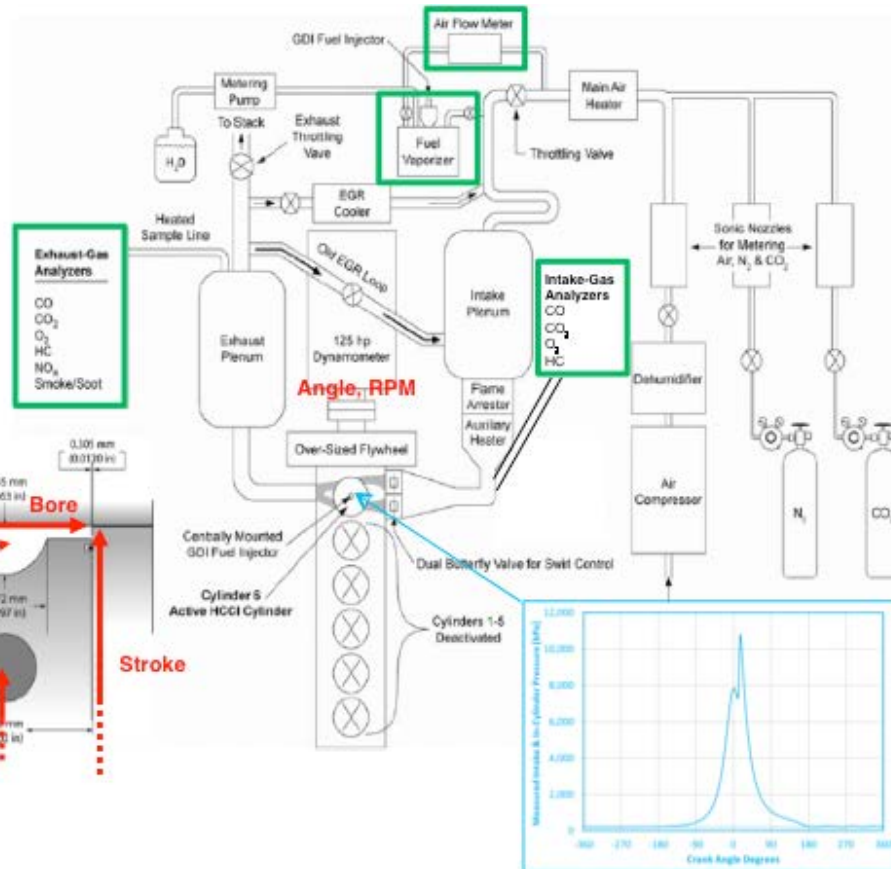 Air Flow Meter
GDI Fuel Injector
Metering
Pump
To Stack
Exhaust
Throttling
Vave
H₂O
Fuel
Vaporizer
Main Air
Heater
Throttling Valve
EGR
Cooler
Heated
Sample Line
Exhaust-Gas
Analyzers
CO
CO₂
O₂
HC
NOₓ
Smoke/Soot
Old EGR Loop
Exhaust
Plenum
125 hp
Dynamometer
Angle, RPM
Intake
Plenum
Intake-Gas
Analyzers
CO
CO₂
O₂
HC
Sonic Nozzles
for Metering
Air, N₂ & CO₂
Flame
Arrester
Auxiliary
Heater
Dehumidifier
Air
Compressor
N₂
CO
Over-Sized Flywheel
Centrally Mounted
GDI Fuel Injector
Cylinder 6
Active HCCI Cylinder
Dual Butterfly Valve for Swirl Control
Cylinders 1-5
Deactivated
0.305 mm
(0.0120 in)
Bore
Stroke
Measured Intake & In-Cylinder Pressure [kPa]
12,000
10,000
8,000
6,000
4,000
2,000
0
-360 -270 -180 -90 0 90 180 270 360
Crank Angle Degrees